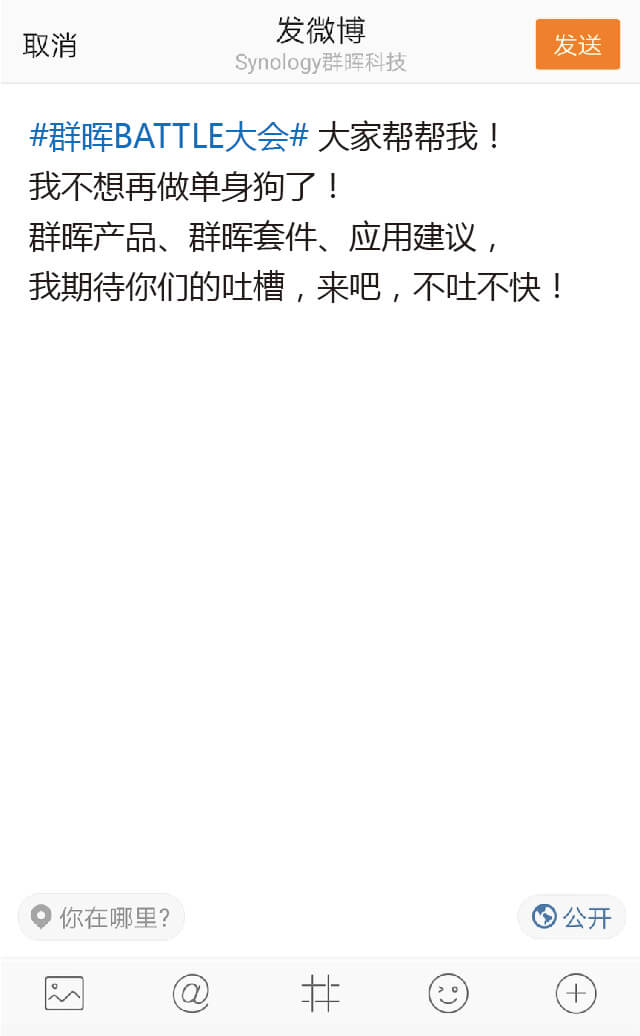 取消
发微博
Synology群晖科技
发送
#群晖BATTLE大会# 大家帮帮我！
我不想再做单身狗了！
群晖产品、群晖套件、应用建议，
我期待你们的吐槽，来吧，不吐不快！
你在哪里?
公开